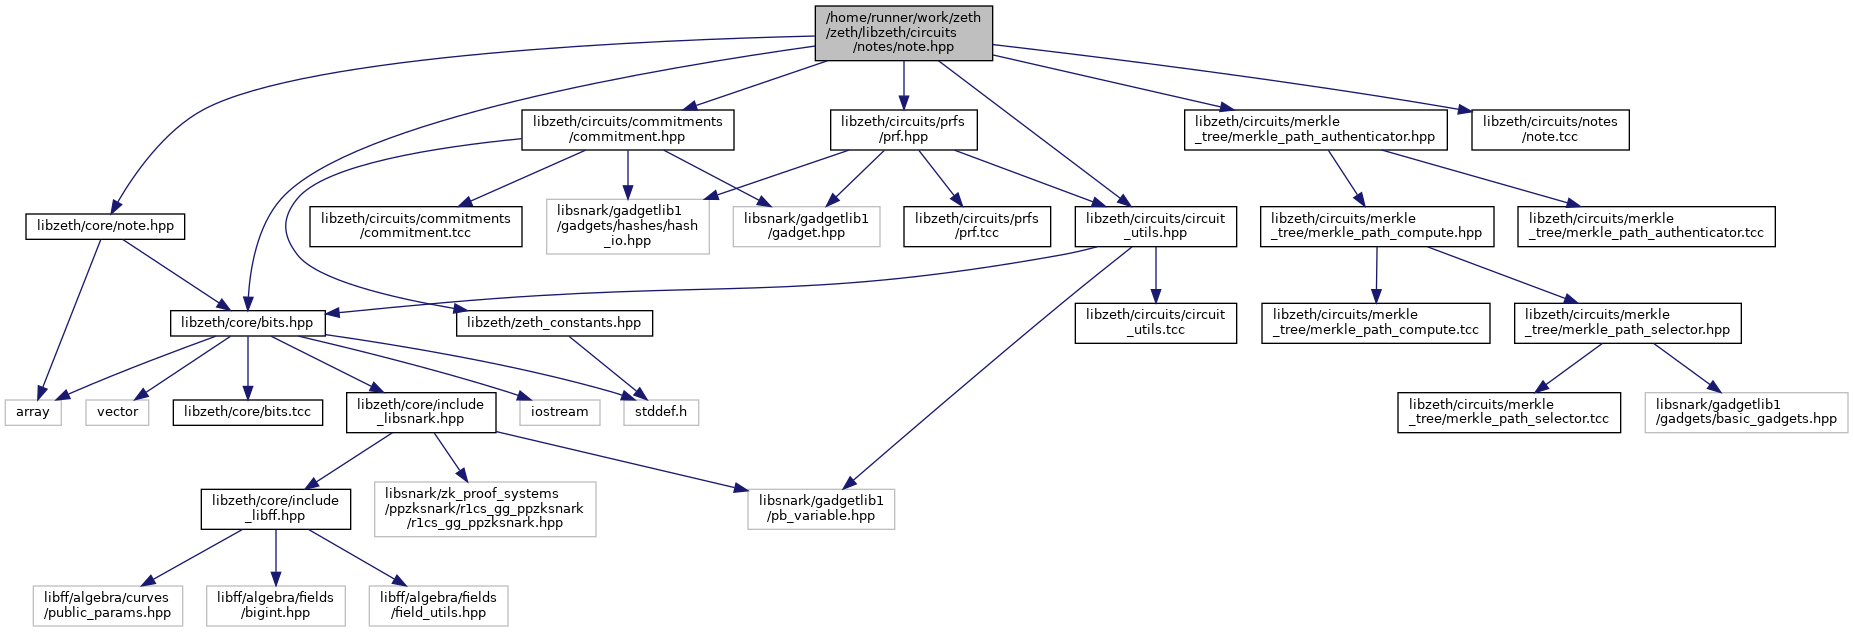 /home/runner/work/zeth
/zeth/libzeth/circuits
/notes/note.hpp
libzeth/circuits/commitments
/commitment.hpp
libzeth/circuits/prfs
/prf.hpp
libzeth/circuits/merkle
_tree/merkle_path_authenticator.hpp
libzeth/circuits/notes
/note.tcc
libzeth/core/note.hpp
libzeth/circuits/commitments
/commitment.tcc
libsnark/gadgetlib1
/gadgets/hashes/hash
_io.hpp
libsnark/gadgetlib1
/gadget.hpp
libzeth/circuits/prfs
/prf.tcc
libzeth/circuits/circuit
_utils.hpp
libzeth/circuits/merkle
_tree/merkle_path_compute.hpp
libzeth/circuits/merkle
_tree/merkle_path_authenticator.tcc
libzeth/core/bits.hpp
libzeth/zeth_constants.hpp
libzeth/circuits/circuit
_utils.tcc
libzeth/circuits/merkle
_tree/merkle_path_compute.tcc
libzeth/circuits/merkle
_tree/merkle_path_selector.hpp
array
vector
libzeth/core/bits.tcc
libzeth/core/include
_libsnark.hpp
iostream
stddef.h
libzeth/circuits/merkle
_tree/merkle_path_selector.tcc
libsnark/gadgetlib1
/gadgets/basic_gadgets.hpp
libzeth/core/include
_libff.hpp
libsnark/zk_proof_systems
/ppzksnark/r1cs_gg_ppzksnark
/r1cs_gg_ppzksnark.hpp
libsnark/gadgetlib1
/pb_variable.hpp
libff/algebra/curves
/public_params.hpp
libff/algebra/fields
/bigint.hpp
libff/algebra/fields
/field_utils.hpp